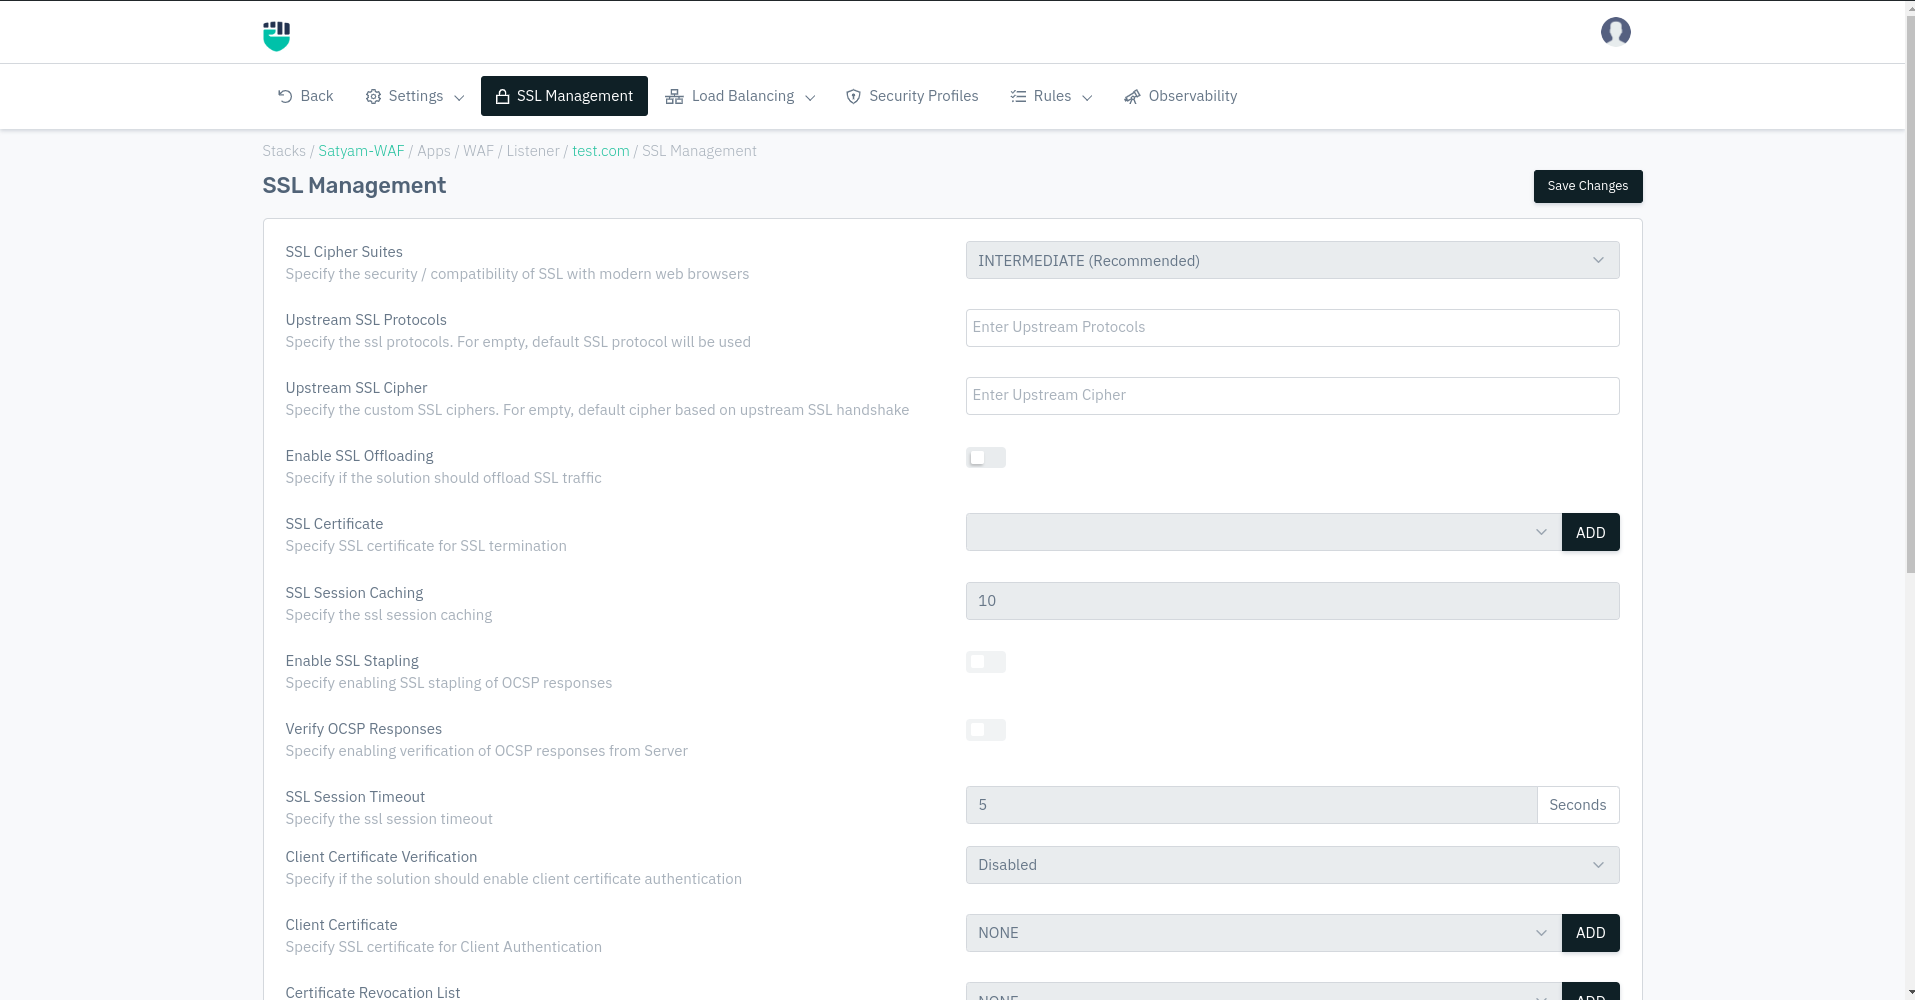 Back Settings SSL Management Load Balancing Security Profiles Rules Observability
Stacks / Satyam-WAF / Apps / WAF / Listener / test.com / SSL Management
SSL Management
Save Changes
SSL Cipher Suites
Specify the security / compatibility of SSL with modern web browsers
INTERMEDIATE (Recommended)
Upstream SSL Protocols
Specify the ssl protocols. For empty, default SSL protocol will be used
Enter Upstream Protocols
Upstream SSL Cipher
Specify the custom SSL ciphers. For empty, default cipher based on upstream SSL handshake
Enter Upstream Cipher
Enable SSL Offloading
Specify if the solution should offload SSL traffic
SSL Certificate
Specify SSL certificate for SSL termination
ADD
SSL Session Caching
Specify the ssl session caching
10
Enable SSL Stapling
Specify enabling SSL stapling of OCSP responses
Verify OCSP Responses
Specify enabling verification of OCSP responses from Server
SSL Session Timeout
Specify the ssl session timeout
5 Seconds
Client Certificate Verification
Specify if the solution should enable client certificate authentication
Disabled
Client Certificate
Specify SSL certificate for Client Authentication
NONE ADD
Certificate Revocation List
NONE ADD